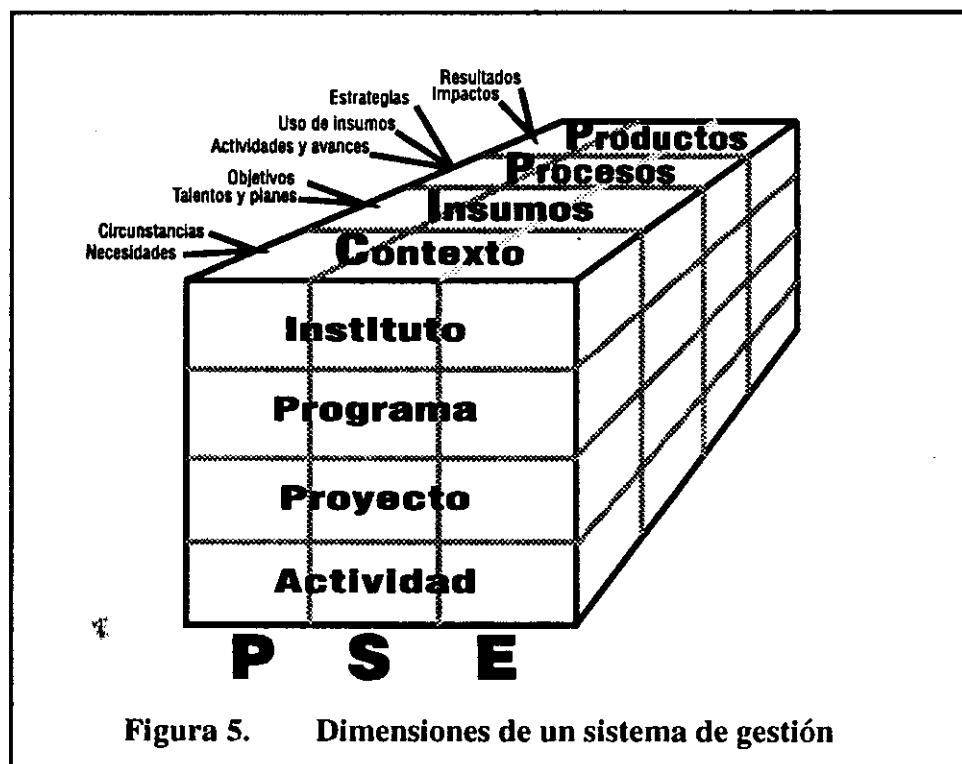 Resultados
Impactos
Estrategias
Uso de insumos
Actividades y avances
Objetivos
Talentos y planes
Circunstancias
Necesidades
Productos
Procesos
Insumos
Contexto
Instituto
Programa
Proyecto
Actividad
P S E
Figura 5. Dimensiones de un sistema de gestión